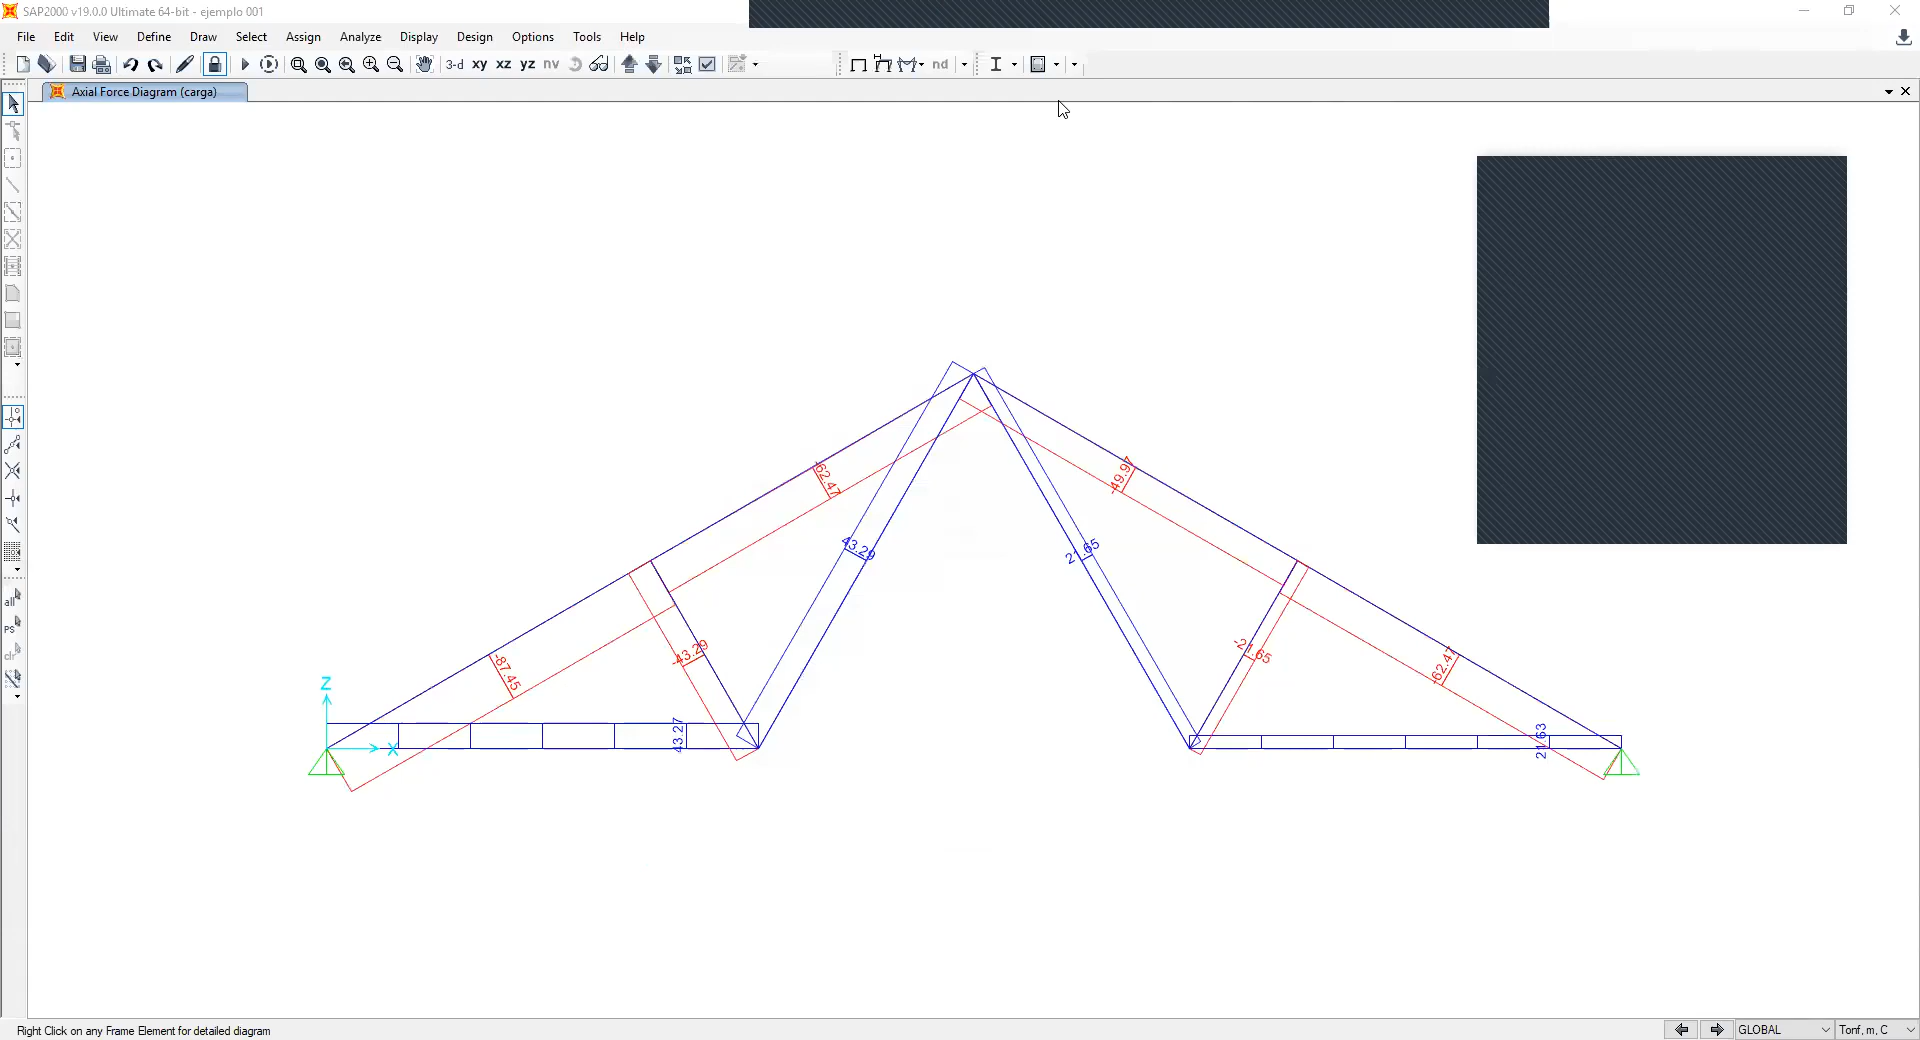 SAP2000 v19.0.0 Ultimate 64-bit - ejemplo 001
File Edit View Define Draw Select Assign Analyze Display Design Options Tools Help
3-d xy xz yz nv nd
Axial Force Diagram (carga)
all
PS
clr
-62.47
-49.97
43.29
21.65
-87.45
-43.29
-21.65
-62.47
Z
X
43.27
21.63
Right Click on any Frame Element for detailed diagram
GLOBAL
Tonf, m, C